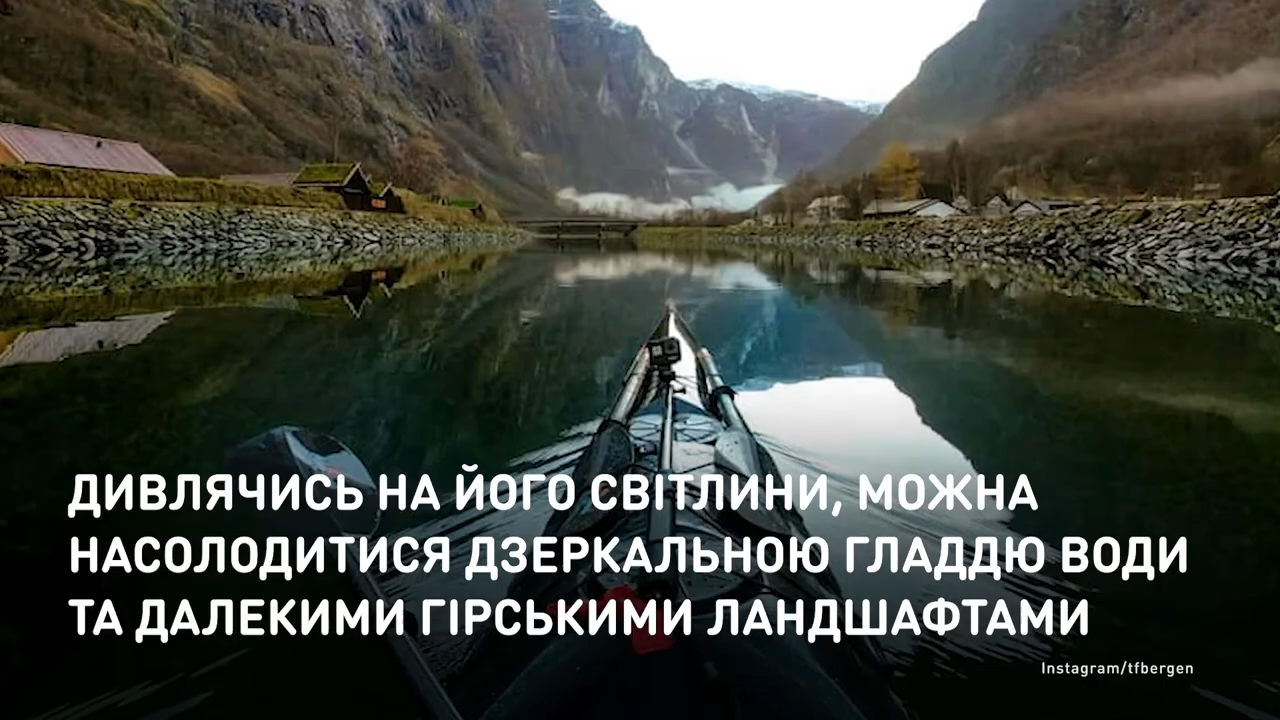 ДИВЛЯЧИСЬ НА ЙОГО СВІТЛИНИ, МОЖНА
НАСОЛОДИТИСЯ ДЗЕРКАЛЬНОЮ ГЛАДДЮ ВОДИ
ТА ДАЛЕКИМИ ГІРСЬКИМИ ЛАНДШАФТАМИ
Instagram/tfbergen